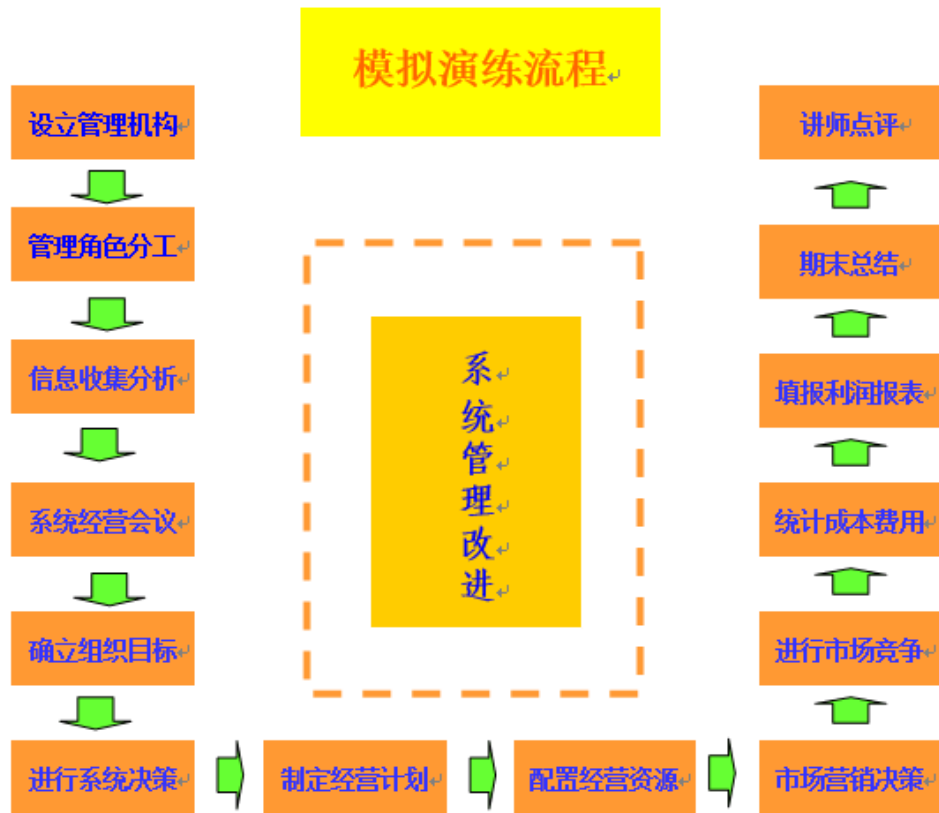 模拟演练流程
设立管理机构
管理角色分工
信息收集分析
系统经营会议
确立组织目标
进行系统决策
制定经营计划
配置经营资源
市场营销决策
进行市场竞争
统计成本费用
填报利润报表
期末总结
讲师点评
系
统
管
理
改
进